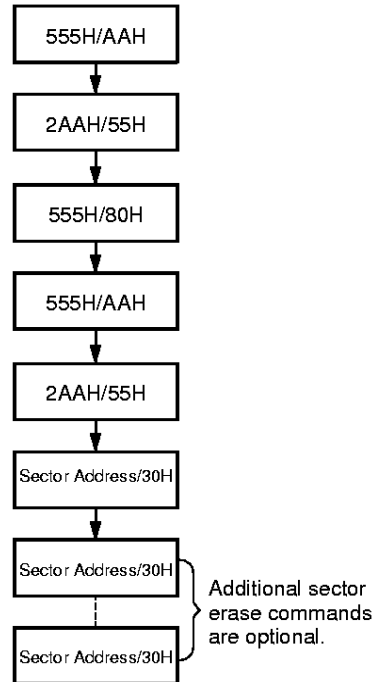 555H/AAH
2AAH/55H
555H/80H
555H/AAH
2AAH/55H
Sector Address/30H
Sector Address/30H
Additional sector
erase commands
are optional.
Sector Address/30H